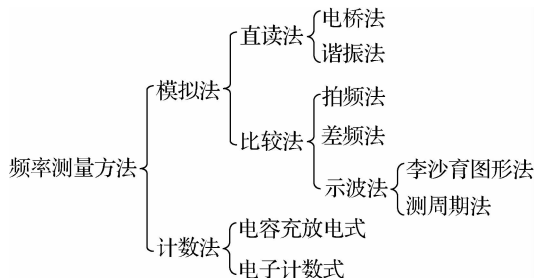 频率测量方法
模拟法
直读法
电桥法
谐振法
比较法
拍频法
差频法
示波法
李沙育图形法
测周期法
计数法
电容充放电式
电子计数式